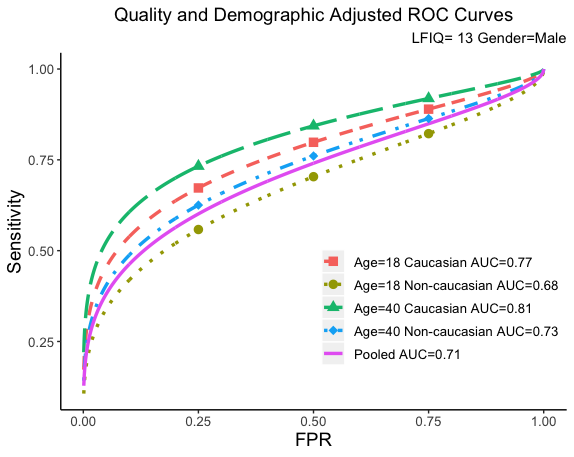 Quality and Demographic Adjusted ROC Curves
LFIQ= 13 Gender=Male
1.00
0.75
0.50
0.25
Sensitivity
Age=18 Caucasian AUC=0.77
Age=18 Non-caucasian AUC=0.68
Age=40 Caucasian AUC=0.81
Age=40 Non-caucasian AUC=0.73
Pooled AUC=0.71
0.00 0.25 0.50 0.75 1.00
FPR